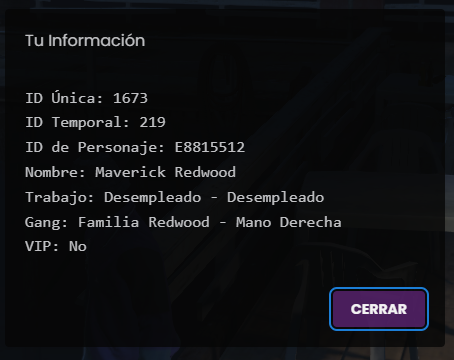 Tu Información
ID Única: 1673
ID Temporal: 219
ID de Personaje: E8815512
Nombre: Maverick Redwood
Trabajo: Desempleado - Desempleado
Gang: Familia Redwood - Mano Derecha
VIP: No
CERRAR